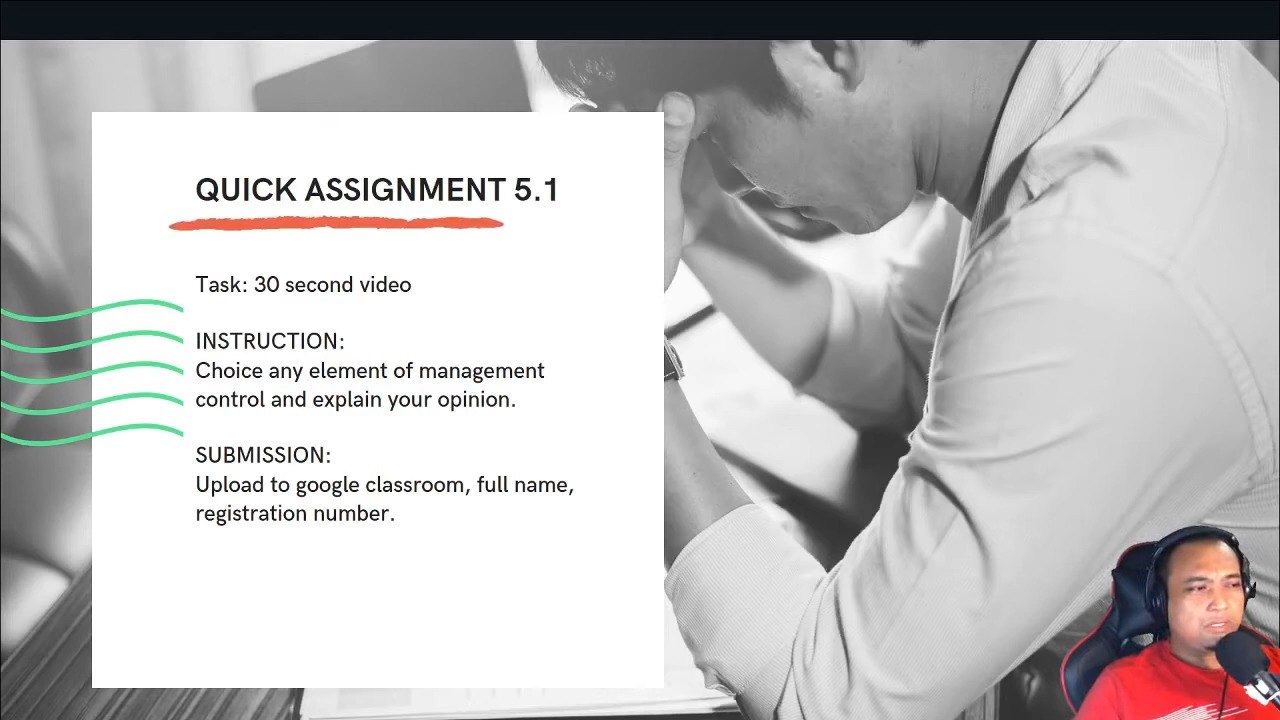 QUICK ASSIGNMENT 5.1
Task: 30 second video
INSTRUCTION:
Choice any element of management
control and explain your opinion.
SUBMISSION:
Upload to google classroom, full name,
registration number.